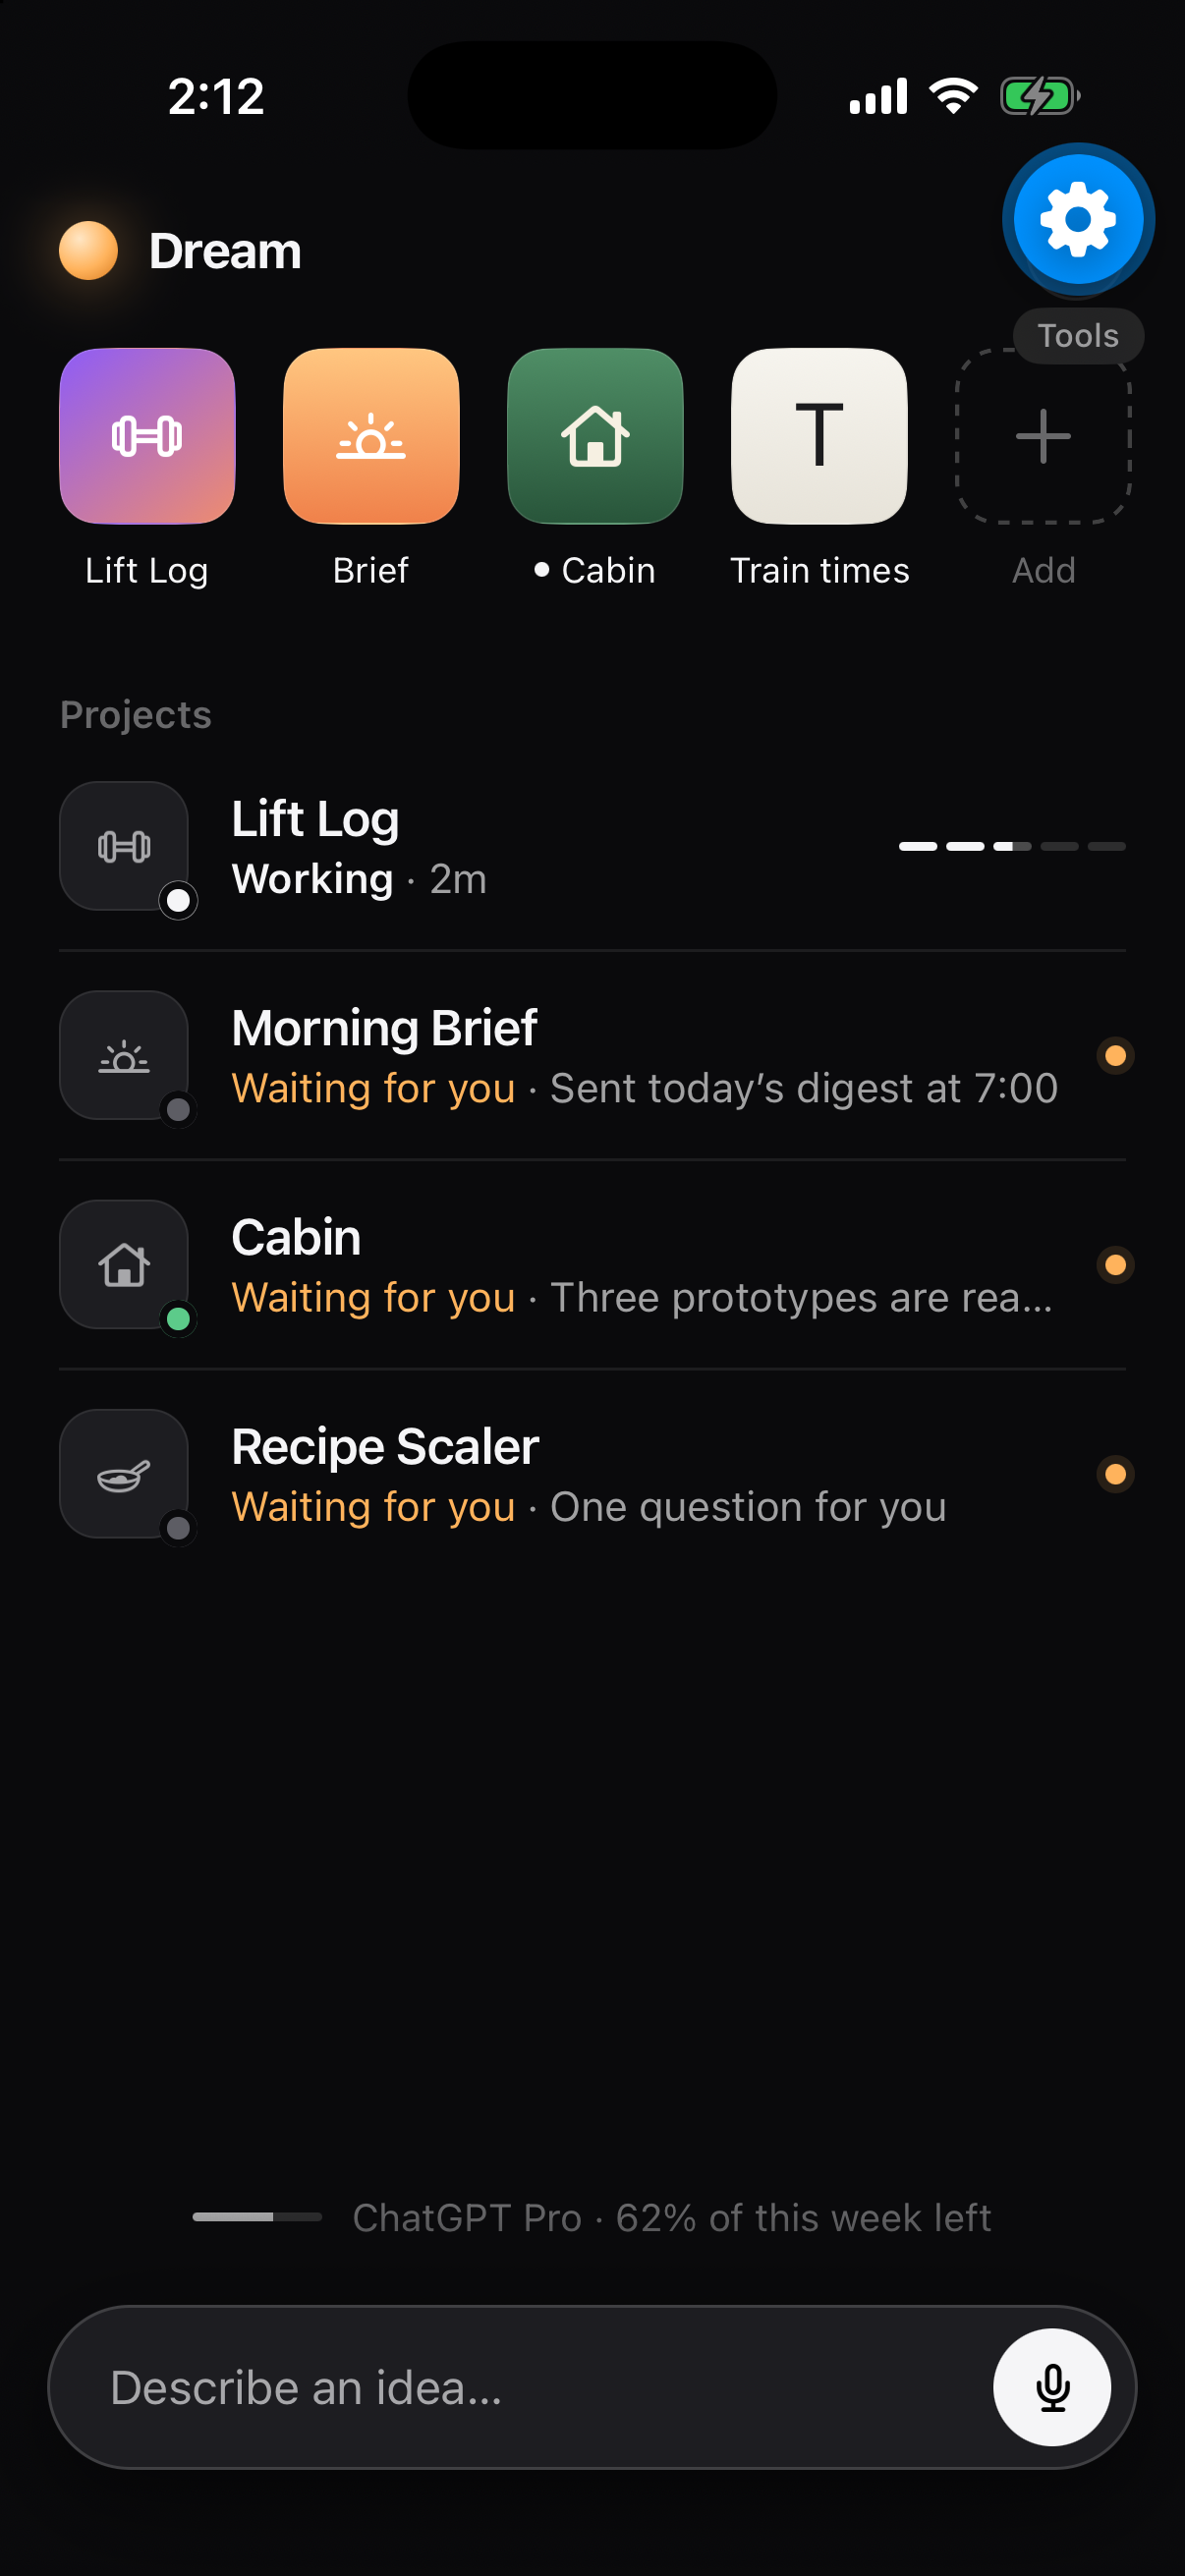 2:12
Dream
Tools
Lift Log
Brief
Cabin
Train times
Add
Projects
Lift Log
Working · 2m
Morning Brief
Waiting for you · Sent today’s digest at 7:00
Cabin
Waiting for you · Three prototypes are rea...
Recipe Scaler
Waiting for you · One question for you
ChatGPT Pro · 62% of this week left
Describe an idea...